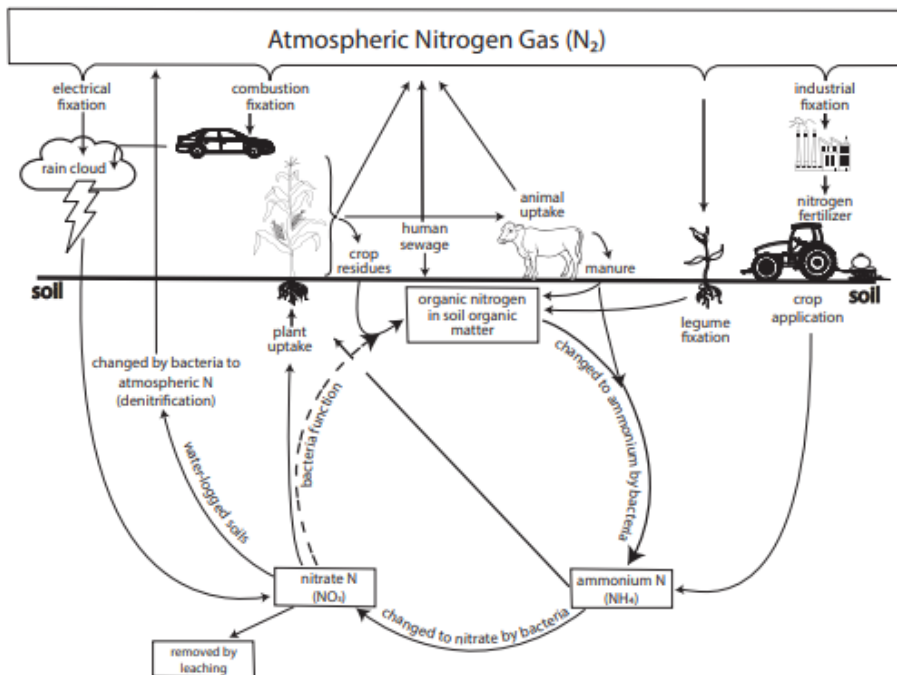 Atmospheric Nitrogen Gas (N₂)
electrical
fixation
combustion
fixation
industrial
fixation
rain cloud
animal
uptake
nitrogen
fertilizer
human
sewage
crop
residues
manure
soil
soil
organic nitrogen
in soil organic
matter
crop
application
legume
fixation
plant
uptake
changed by bacteria to
atmospheric N
(denitrification)
changed to ammonium by bacteria
bacteria function
water-logged soils
nitrate N
(NO₃)
ammonium N
(NH₄)
changed to nitrate by bacteria
removed by
leaching